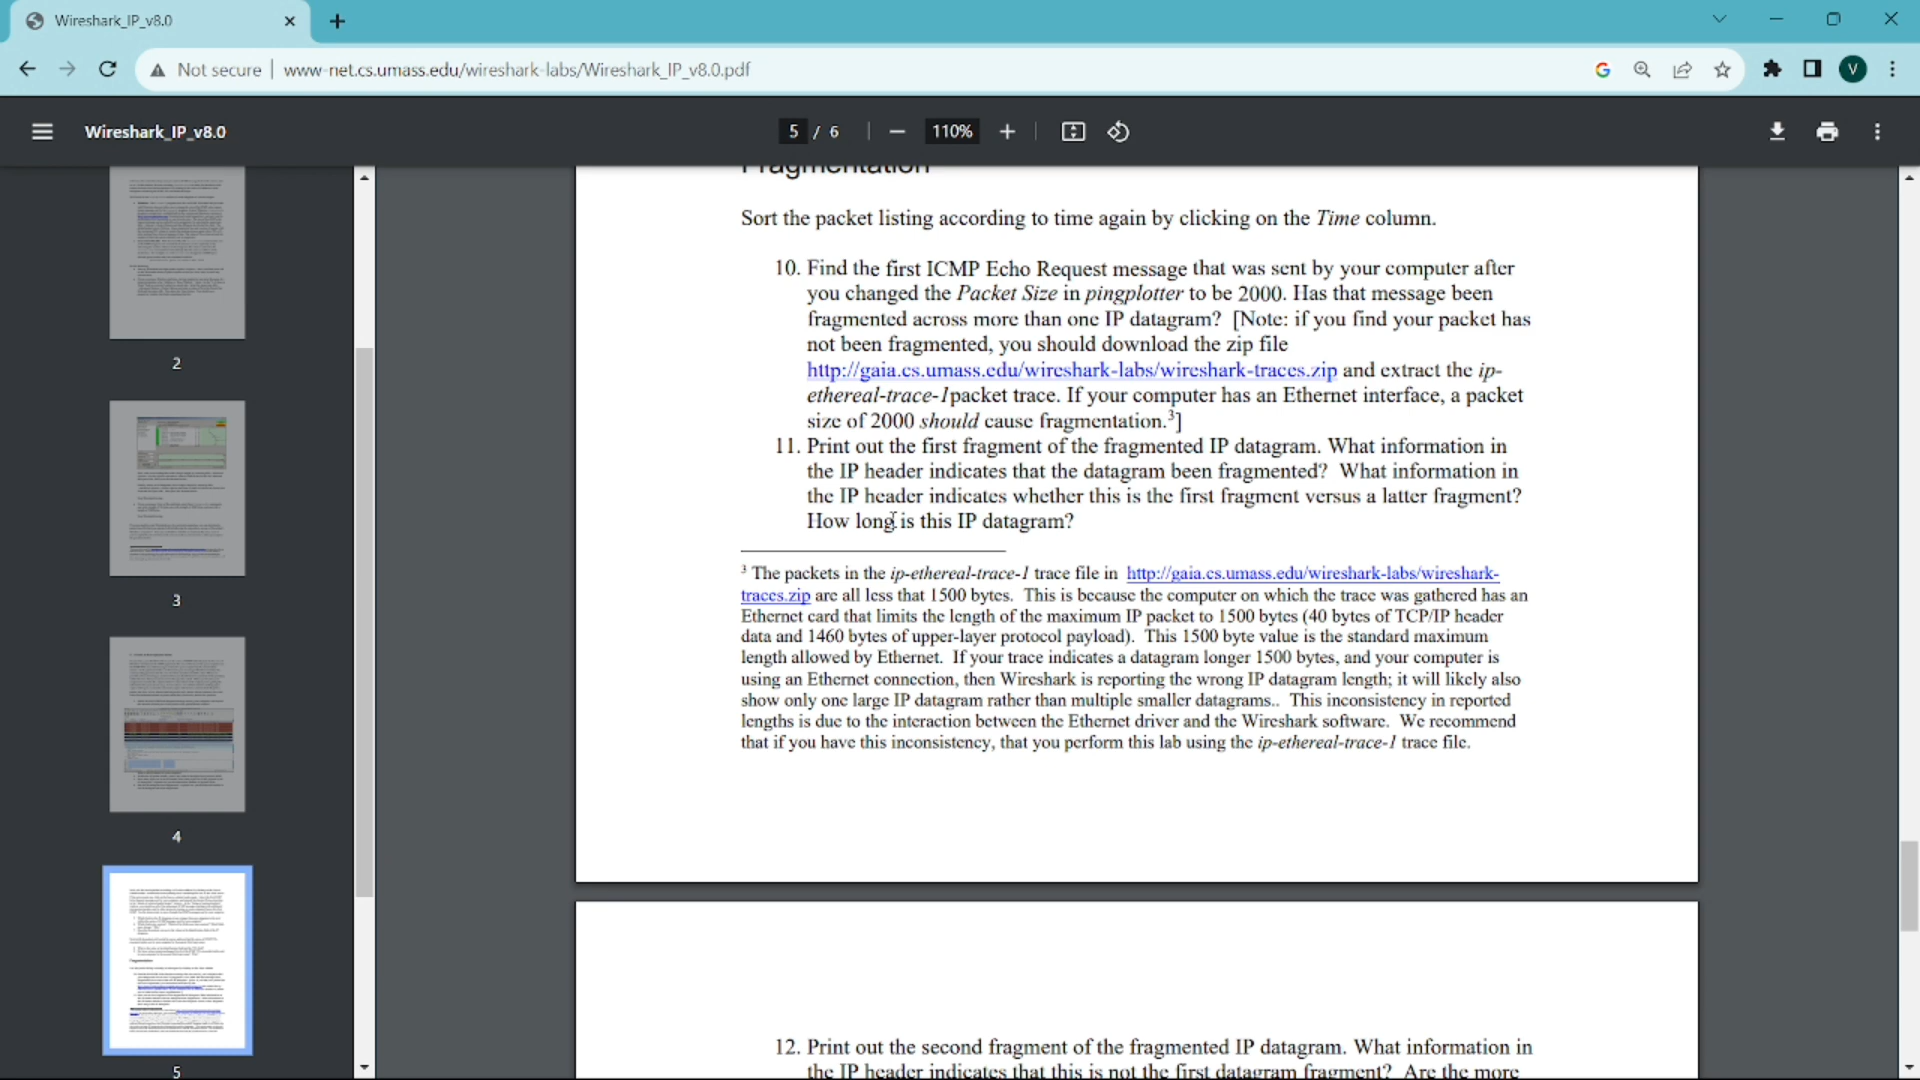 Wireshark_IP_v8.0
Not secure
www-net.cs.umass.edu/wireshark-labs/Wireshark_IP_v8.0.pdf
V
Wireshark_IP_v8.0
5 / 6
110%
2
3
4
5
Fragmentation
Sort the packet listing according to time again by clicking on the Time column.
10. Find the first ICMP Echo Request message that was sent by your computer after
you changed the Packet Size in pingplotter to be 2000. Has that message been
fragmented across more than one IP datagram? [Note: if you find your packet has
not been fragmented, you should download the zip file
http://gaia.cs.umass.edu/wireshark-labs/wireshark-traces.zip and extract the ip-
ethereal-trace-1packet trace. If your computer has an Ethernet interface, a packet
size of 2000 should cause fragmentation.3]
11. Print out the first fragment of the fragmented IP datagram. What information in
the IP header indicates that the datagram been fragmented? What information in
the IP header indicates whether this is the first fragment versus a latter fragment?
How long is this IP datagram?
3 The packets in the ip-ethereal-trace-1 trace file in http://gaia.cs.umass.edu/wireshark-labs/wireshark-
traces.zip are all less that 1500 bytes. This is because the computer on which the trace was gathered has an
Ethernet card that limits the length of the maximum IP packet to 1500 bytes (40 bytes of TCP/IP header
data and 1460 bytes of upper-layer protocol payload). This 1500 byte value is the standard maximum
length allowed by Ethernet. If your trace indicates a datagram longer 1500 bytes, and your computer is
using an Ethernet connection, then Wireshark is reporting the wrong IP datagram length; it will likely also
show only one large IP datagram rather than multiple smaller datagrams.. This inconsistency in reported
lengths is due to the interaction between the Ethernet driver and the Wireshark software. We recommend
that if you have this inconsistency, that you perform this lab using the ip-ethereal-trace-1 trace file.
12. Print out the second fragment of the fragmented IP datagram. What information in
the IP header indicates that this is not the first datagram fragment? Are the more